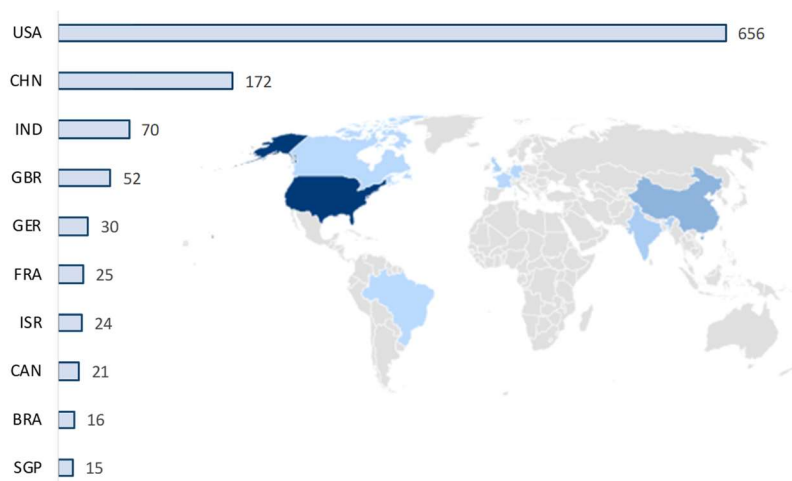 USA 656
CHN 172
IND 70
GBR 52
GER 30
FRA 25
ISR 24
CAN 21
BRA 16
SGP 15